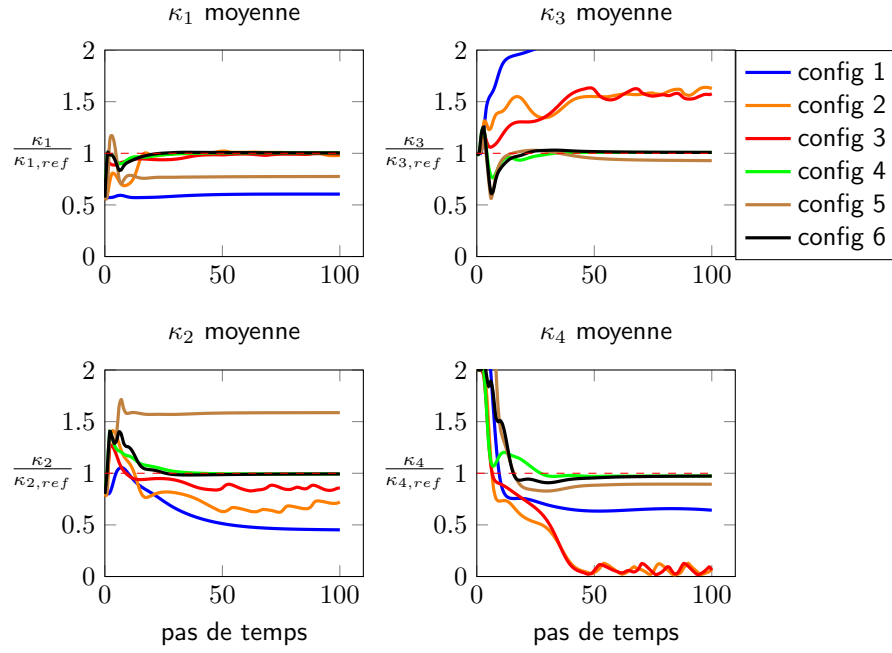 κ1 moyenne
κ1
κ1,ref
2
1.5
1
0.5
0
0 50 100
κ3 moyenne
κ3
κ3,ref
2
1.5
1
0.5
0
0 50 100
config 1
config 2
config 3
config 4
config 5
config 6
κ2 moyenne
κ2
κ2,ref
2
1.5
1
0.5
0
0 50 100
pas de temps
κ4 moyenne
κ4
κ4,ref
2
1.5
1
0.5
0
0 50 100
pas de temps